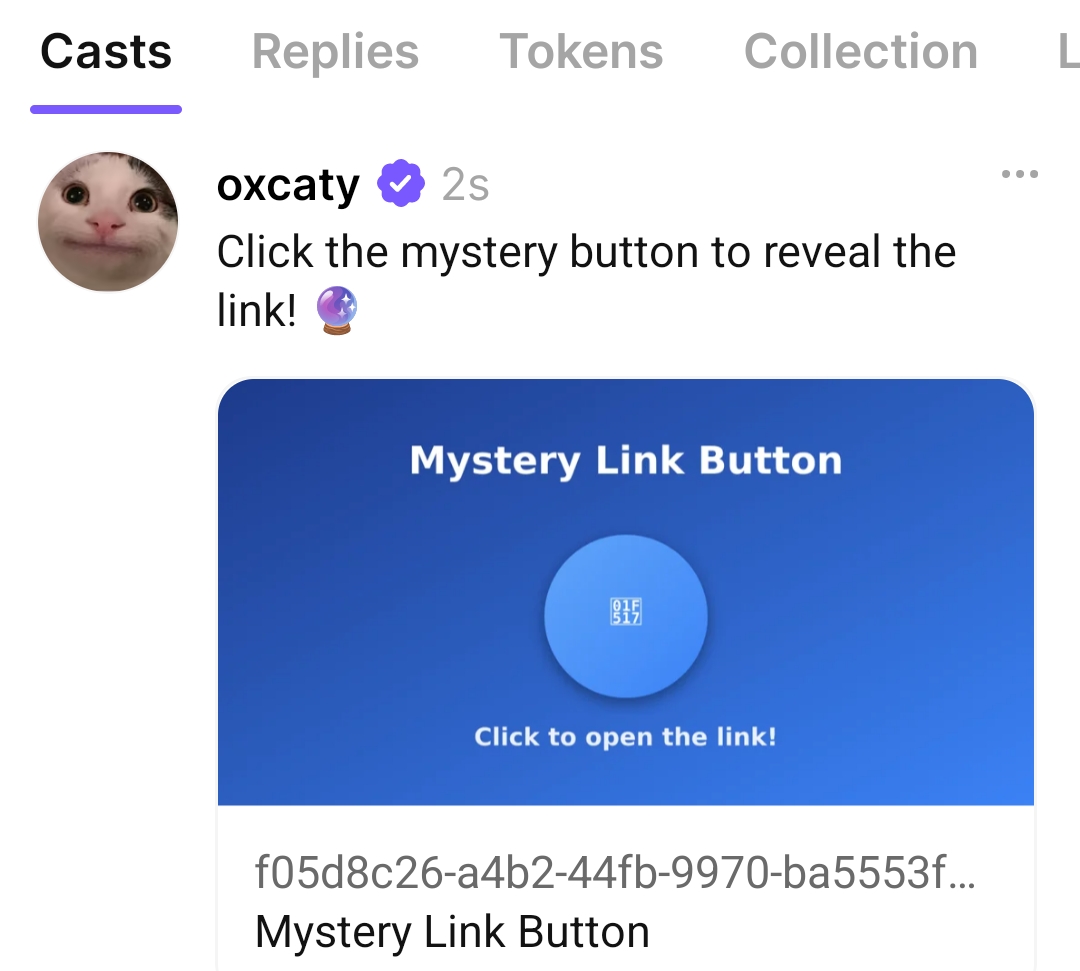 Casts Replies Tokens Collection L
oxcaty 2s
Click the mystery button to reveal the
link! 🔮
Mystery Link Button
01F
517
Click to open the link!
f05d8c26-a4b2-44fb-9970-ba5553f...
Mystery Link Button